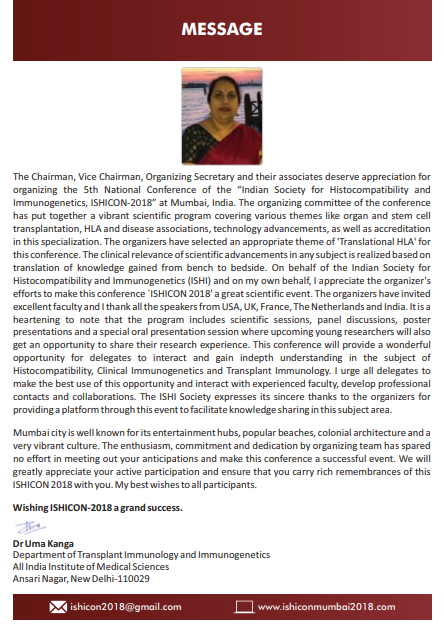 MESSAGE
The Chairman, Vice Chairman, Organizing Secretary and their associates deserve appreciation for
organizing the 5th National Conference of the "Indian Society for Histocompatibility and
Immunogenetics, ISHICON-2018" at Mumbai, India. The organizing committee of the conference
has put together a vibrant scientific program covering various themes like organ and stem cell
transplantation, HLA and disease associations, technology advancements, as well as accreditation
in this specialization. The organizers have selected an appropriate theme of 'Translational HLA' for
this conference. The clinical relevance of scientific advancements in any subject is realized based on
translation of knowledge gained from bench to bedside. On behalf of the Indian Society for
Histocompatibility and Immunogenetics (ISHI) and on my own behalf, I appreciate the organizer's
efforts to make this conference `ISHICON 2018' a great scientific event. The organizers have invited
excellent faculty and I thank all the speakers from USA, UK, France, The Netherlands and India. It is a
heartening to note that the program includes scientific sessions, panel discussions, poster
presentations and a special oral presentation session where upcoming young researchers will also
get an opportunity to share their research experience. This conference will provide a wonderful
opportunity for delegates to interact and gain indepth understanding in the subject of
Histocompatibility, Clinical Immunogenetics and Transplant Immunology. I urge all delegates to
make the best use of this opportunity and interact with experienced faculty, develop professional
contacts and collaborations. The ISHI Society expresses its sincere thanks to the organizers for
providing a platform through this event to facilitate knowledge sharing in this subject area.
Mumbai city is well known for its entertainment hubs, popular beaches, colonial architecture and a
very vibrant culture. The enthusiasm, commitment and dedication by organizing team has spared
no effort in meeting out your anticipations and make this conference a successful event. We will
greatly appreciate your active participation and ensure that you carry rich remembrances of this
ISHICON 2018 with you. My best wishes to all participants.
Wishing ISHICON-2018 a grand success.
Dr Uma Kanga
Department of Transplant Immunology and Immunogenetics
All India Institute of Medical Sciences
Ansari Nagar, New Delhi-110029
ishicon2018@gmail.com
www.ishiconmumbai2018.com